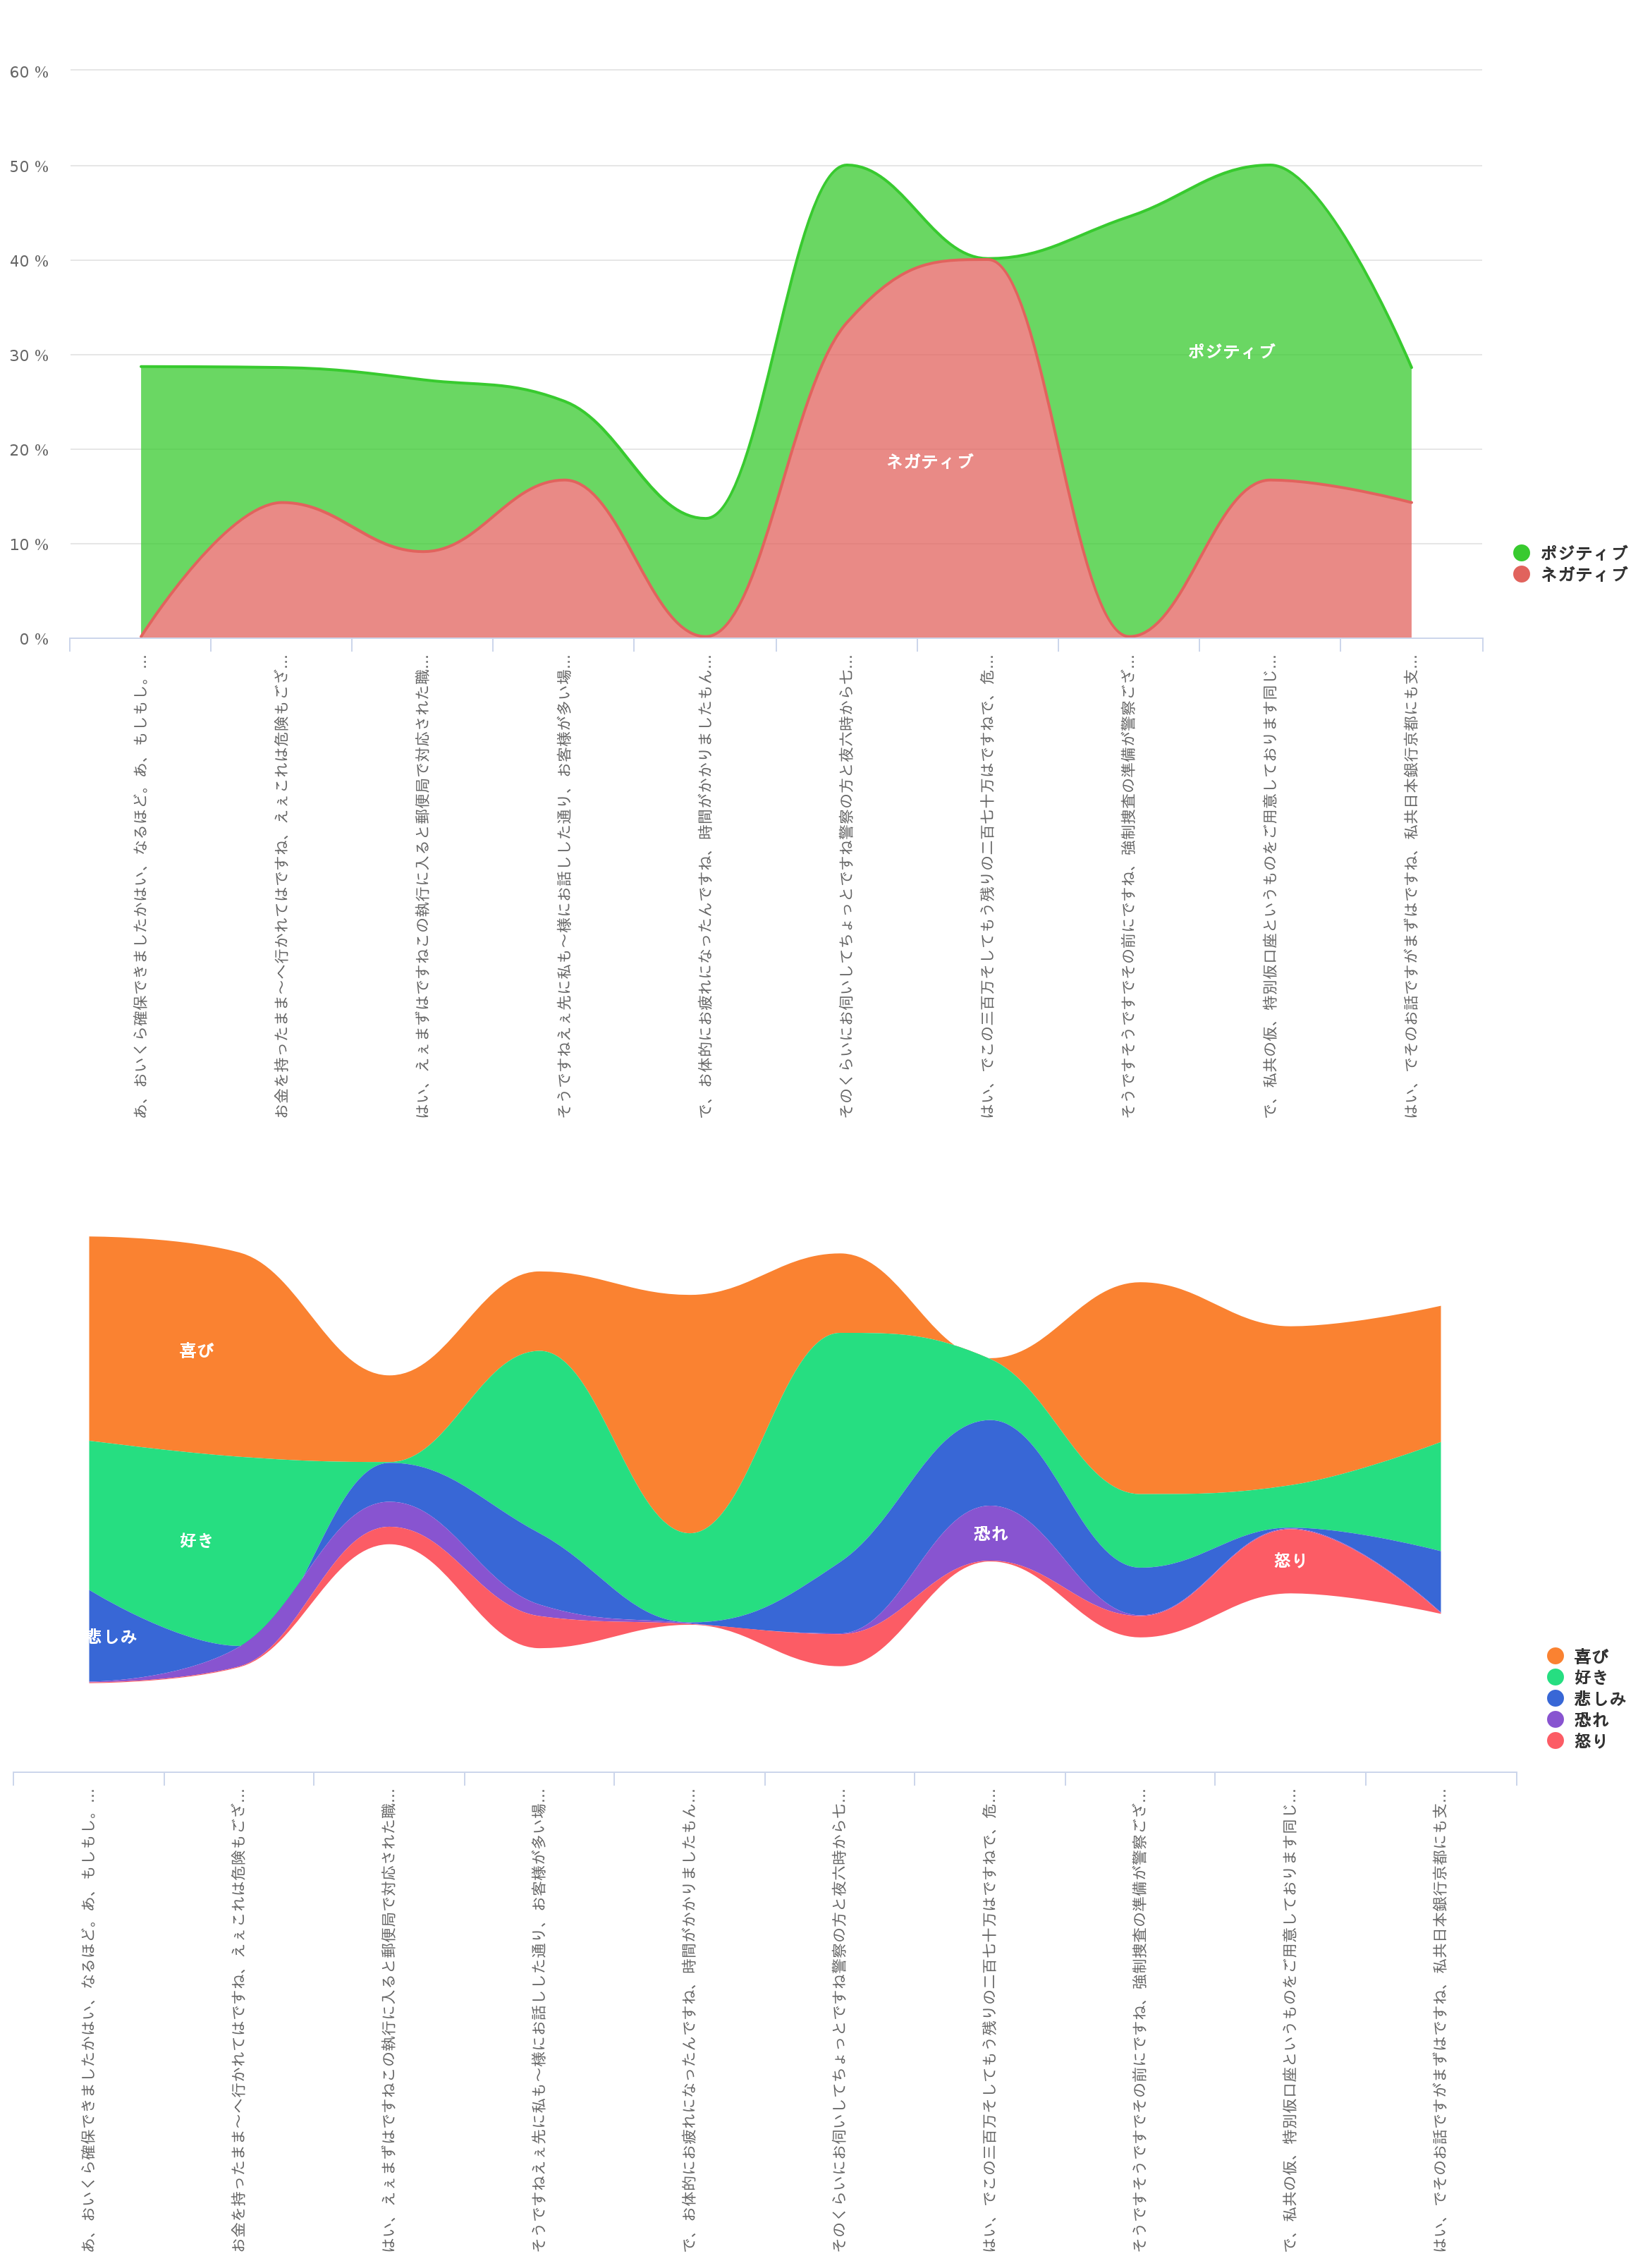 60 %
50 %
40 %
30 %
20 %
10 %
0 %
ポジティブ
ネガティブ
ポジティブ
ネガティブ
あ、おいくら確保できましたかはい、なるほど。あ、もしもし。…
お金を持ったまま〜へ行かれてはですね、えぇこれは危険もござ…
はい、えぇまずはですねこの執行に入ると郵便局で対応された職…
そうですねえぇ先に私も〜様にお話しした通り、お客様が多い場…
で、お体的にお疲れになったんですね、時間がかかりましたもん…
そのくらいにお伺いしてちょっとですね警察の方と夜六時から七…
はい、でこの三百万そしてもう残りの二百七十万はですねで、危…
そうですそうですでその前にですね、強制捜査の準備が警察ござ…
で、私共の仮、特別仮口座というものをご用意しております同じ…
はい、でそのお話ですがまずはですね、私共日本銀行京都にも支…
喜び
好き
悲しみ
恐れ
怒り
喜び
好き
悲しみ
恐れ
怒り
あ、おいくら確保できましたかはい、なるほど。あ、もしもし。…
お金を持ったまま〜へ行かれてはですね、えぇこれは危険もござ…
はい、えぇまずはですねこの執行に入ると郵便局で対応された職…
そうですねえぇ先に私も〜様にお話しした通り、お客様が多い場…
で、お体的にお疲れになったんですね、時間がかかりましたもん…
そのくらいにお伺いしてちょっとですね警察の方と夜六時から七…
はい、でこの三百万そしてもう残りの二百七十万はですねで、危…
そうですそうですでその前にですね、強制捜査の準備が警察ござ…
で、私共の仮、特別仮口座というものをご用意しております同じ…
はい、でそのお話ですがまずはですね、私共日本銀行京都にも支…